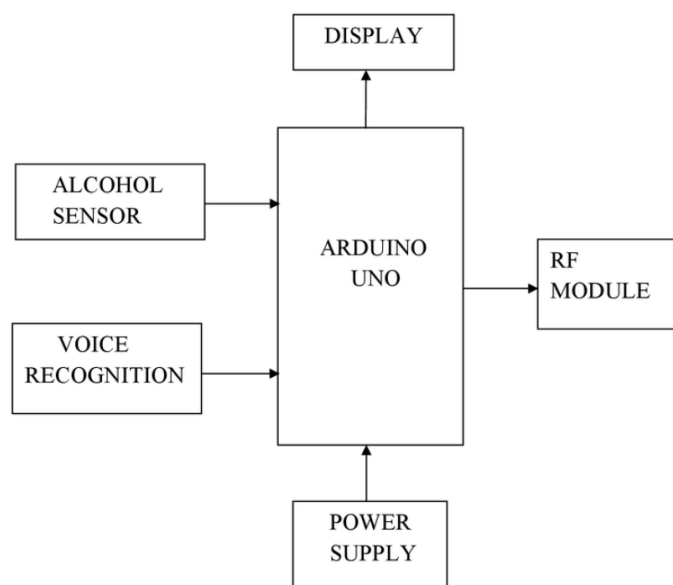 DISPLAY
ALCOHOL
SENSOR
ARDUINO
UNO
RF
MODULE
VOICE
RECOGNITION
POWER
SUPPLY